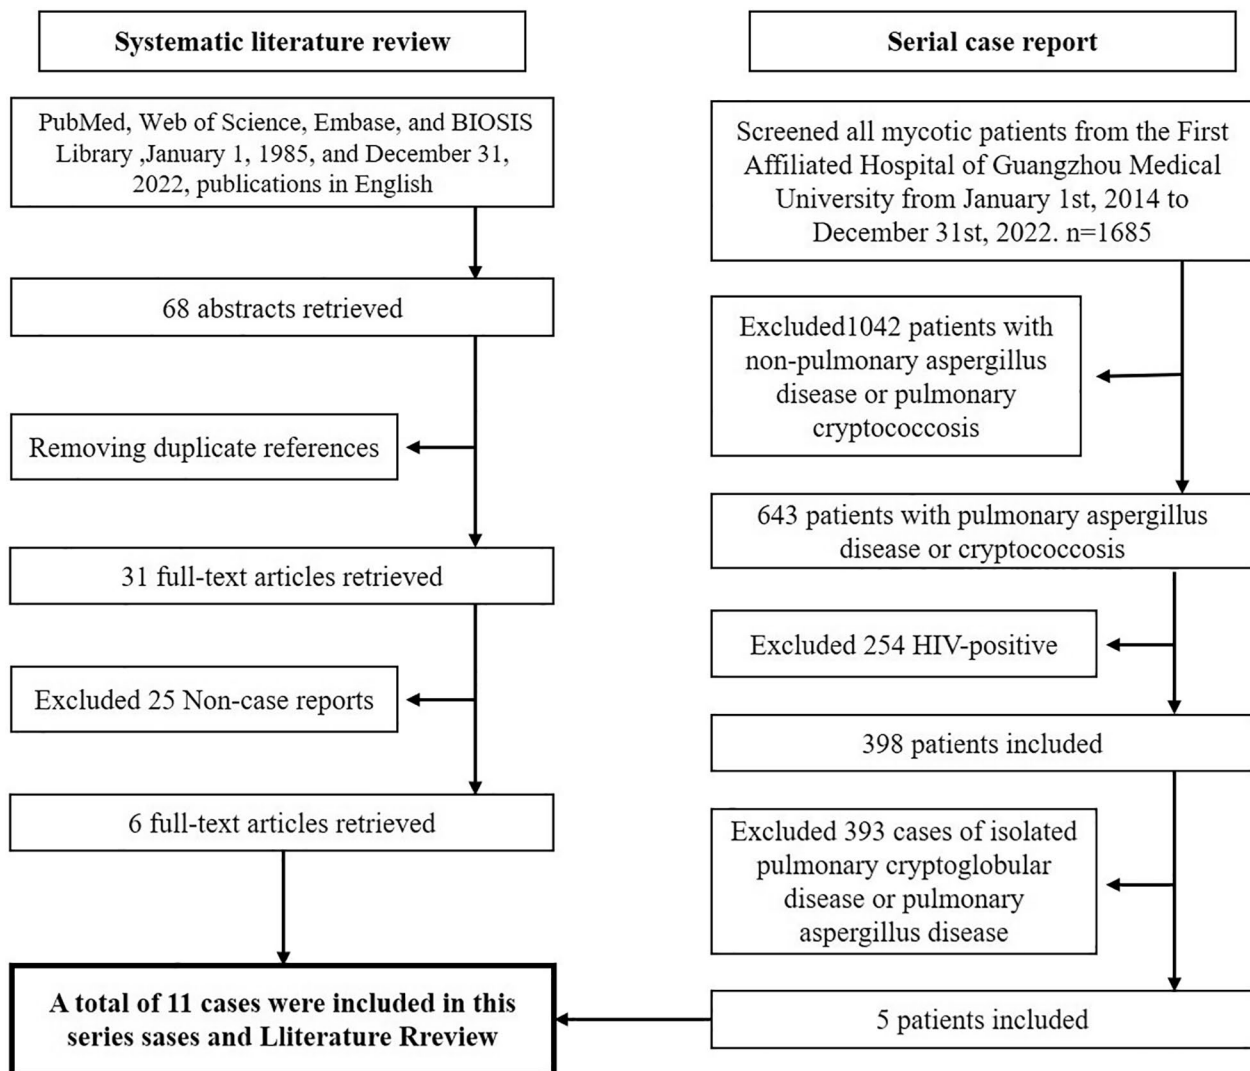 Systematic literature review
PubMed, Web of Science, Embase, and BIOSIS
Library ,January 1, 1985, and December 31,
2022, publications in English
68 abstracts retrieved
Removing duplicate references
31 full-text articles retrieved
Excluded 25 Non-case reports
6 full-text articles retrieved
A total of 11 cases were included in this
series sases and Lliterature Rreview
Serial case report
Screened all mycotic patients from the First
Affiliated Hospital of Guangzhou Medical
University from January 1st, 2014 to
December 31st, 2022. n=1685
Excluded1042 patients with
non-pulmonary aspergillus
disease or pulmonary
cryptococcosis
643 patients with pulmonary aspergillus
disease or cryptococcosis
Excluded 254 HIV-positive
398 patients included
Excluded 393 cases of isolated
pulmonary cryptoglobular
disease or pulmonary
aspergillus disease
5 patients included